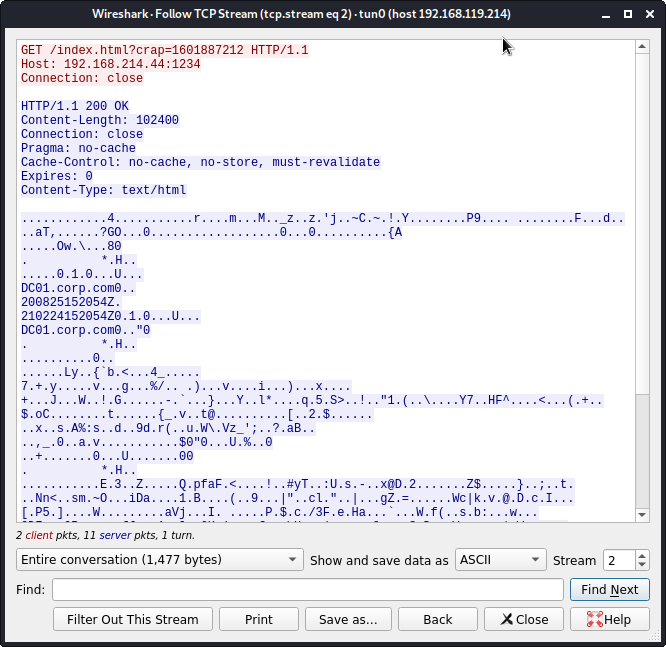 Wireshark · Follow TCP Stream (tcp.stream eq 2) · tun0 (host 192.168.119.214)
GET /index.html?crap=1601887212 HTTP/1.1
Host: 192.168.214.44:1234
Connection: close
HTTP/1.1 200 OK
Content-Length: 102400
Connection: close
Pragma: no-cache
Cache-Control: no-cache, no-store, must-revalidate
Expires: 0
Content-Type: text/html
............4...........r....m...M.._z..z.'j..~C.~.!.Y........P9.... ........F...d..
..aT,......?GO...0..................0...0..........{A
.....Ow.\...80
.          *.H..
.....0.1.0...U...
DC01.corp.com0..
200825152054Z.
210224152054Z0.1.0...U...
DC01.corp.com0.."0
.          *.H..
..........0..
......Ly..{`b.<...4_.....
7.+.y.....v...g...%/.. .)...v....i...)...x....
+...J...W..!.G......-.`...}...Y..l*....q.5.S>..!.."1.(..\....Y7..HF^....<...(.+..
$.oC........t......{_.v..t@..........[..2.$......
..x..s.A%:s..d..9d.r(..u.W\.Vz_';..?.aB..
..,_.0..a.v...........$0"0...U.%..0
..+.......0...U.......00
.          *.H..
...........E.3..Z.....Q.pfaF.<....!..#yT..:U.s.-..x@D.2.......Z$.....}..;..t.
..Nn<..sm.~O...iDa....1.B....(..9...|"..cl."..|...gZ.=......Wc|k.v.@.D.c.I...
[.P5.]....W.........aVj...I. .....P.$.c./3F.e.Ha...`...W.f(..s.b:...w...
2 client pkts, 11 server pkts, 1 turn.
Entire conversation (1,477 bytes)
Show and save data as
ASCII
Stream
2
Find:
Find Next
Filter Out This Stream
Print
Save as...
Back
Close
Help